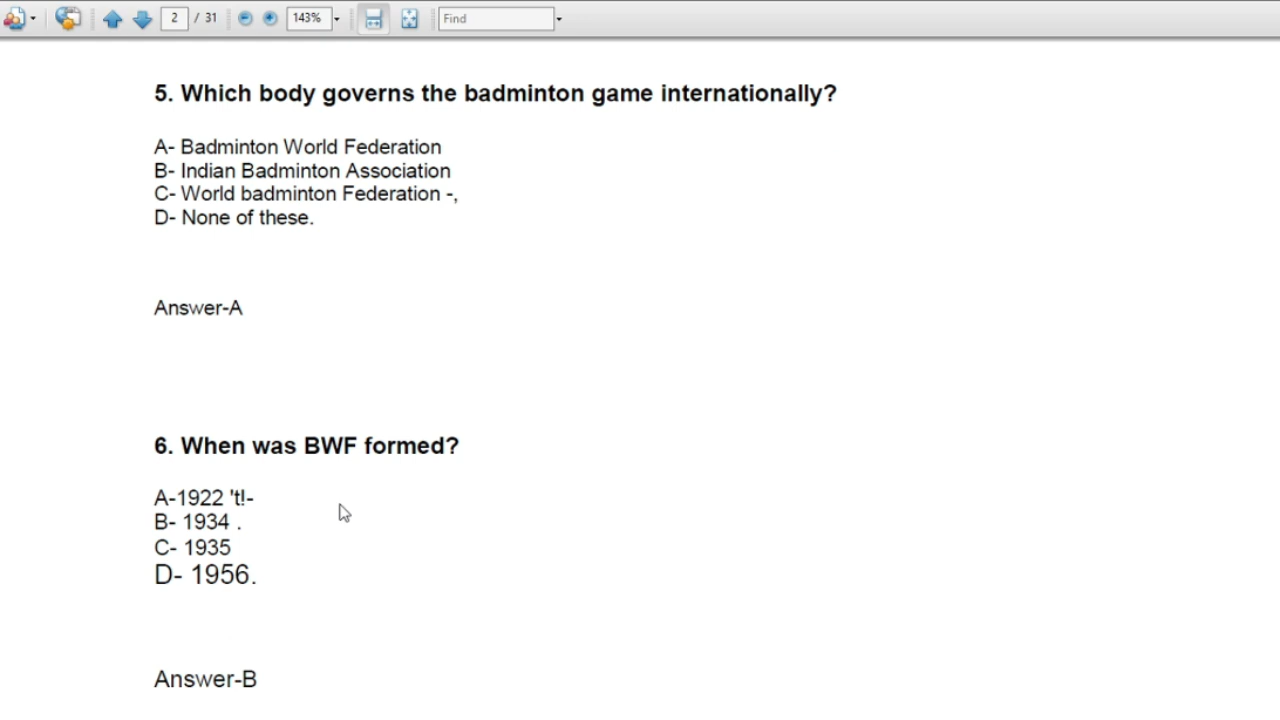 2 / 31 143% Find
5. Which body governs the badminton game internationally?
A- Badminton World Federation
B- Indian Badminton Association
C- World badminton Federation -,
D- None of these.
Answer-A
6. When was BWF formed?
A-1922 't!-
B- 1934 .
C- 1935
D- 1956.
Answer-B